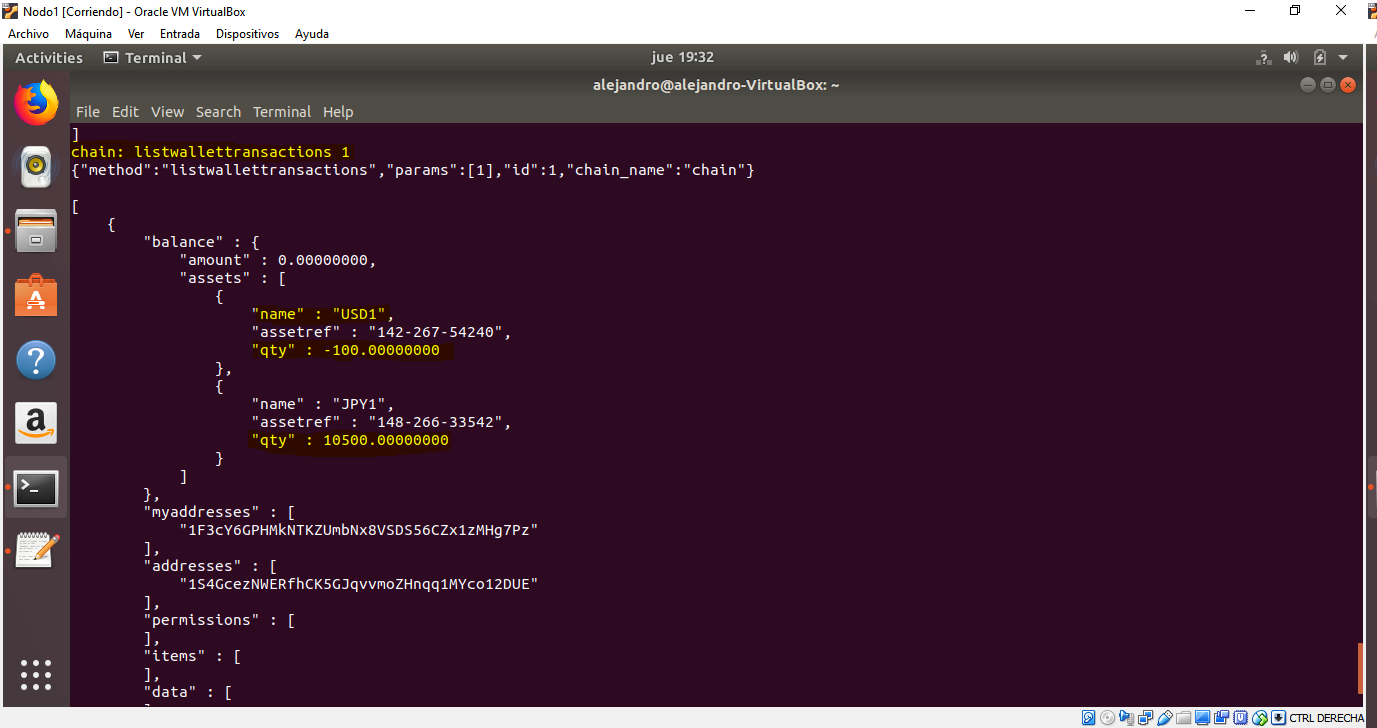 Nodo1 [Corriendo] - Oracle VM VirtualBox
Archivo Máquina Ver Entrada Dispositivos Ayuda
Activities Terminal jue 19:32
alejandro@alejandro-VirtualBox: ~
File Edit View Search Terminal Help
]
chain: listwallettransactions 1
{"method":"listwallettransactions","params":[1],"id":1,"chain_name":"chain"}
[
{
"balance" : {
"amount" : 0.00000000,
"assets" : [
{
"name" : "USD1",
"assetref" : "142-267-54240",
"qty" : -100.00000000
},
{
"name" : "JPY1",
"assetref" : "148-266-33542",
"qty" : 10500.00000000
}
]
},
"myaddresses" : [
"1F3cY6GPHMkNTKZUmbNx8VSDS56CZx1zMHg7Pz"
],
"addresses" : [
"1S4GcezNWERfhCK5GJqvvmoZHnqq1MYco12DUE"
],
"permissions" : [
],
"items" : [
],
"data" : [
CTRL DERECHA